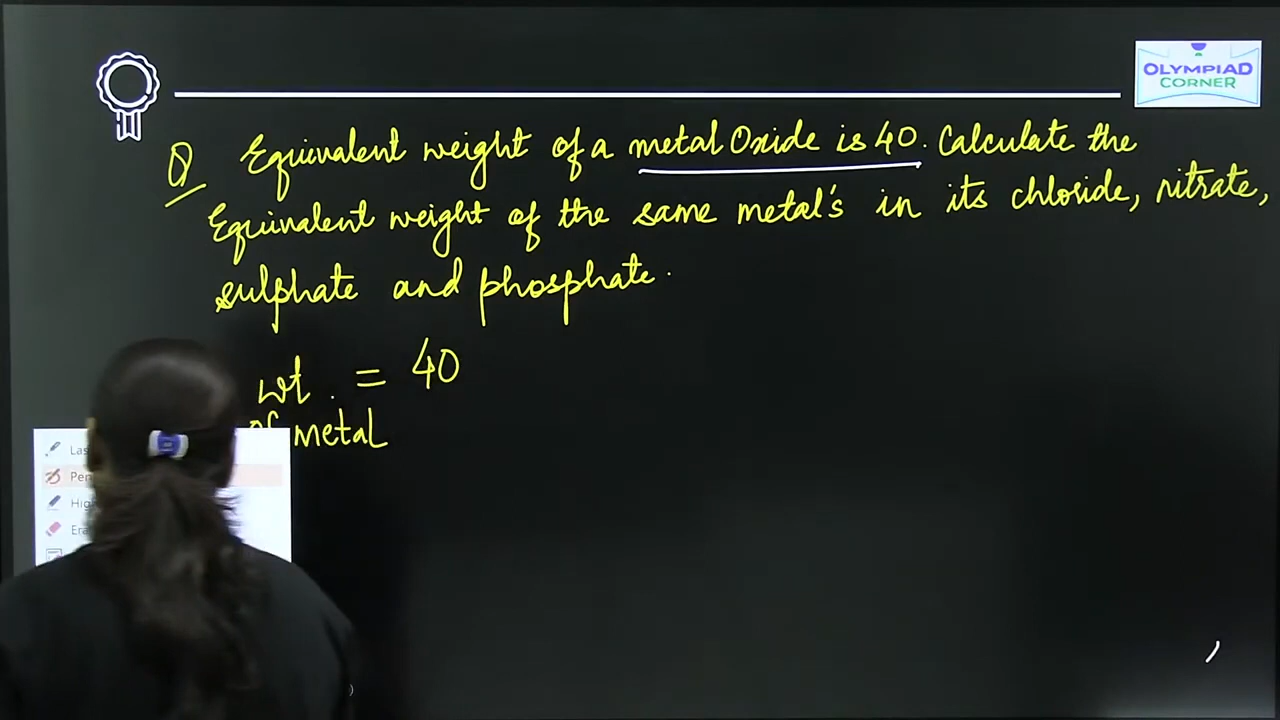 OLYMPIAD
CORNER
Q Equivalent weight of a metal Oxide is 40. Calculate the
Equivalent weight of the same metal's in its chloride, nitrate,
sulphate and phosphate.
wt. = 40
of metal